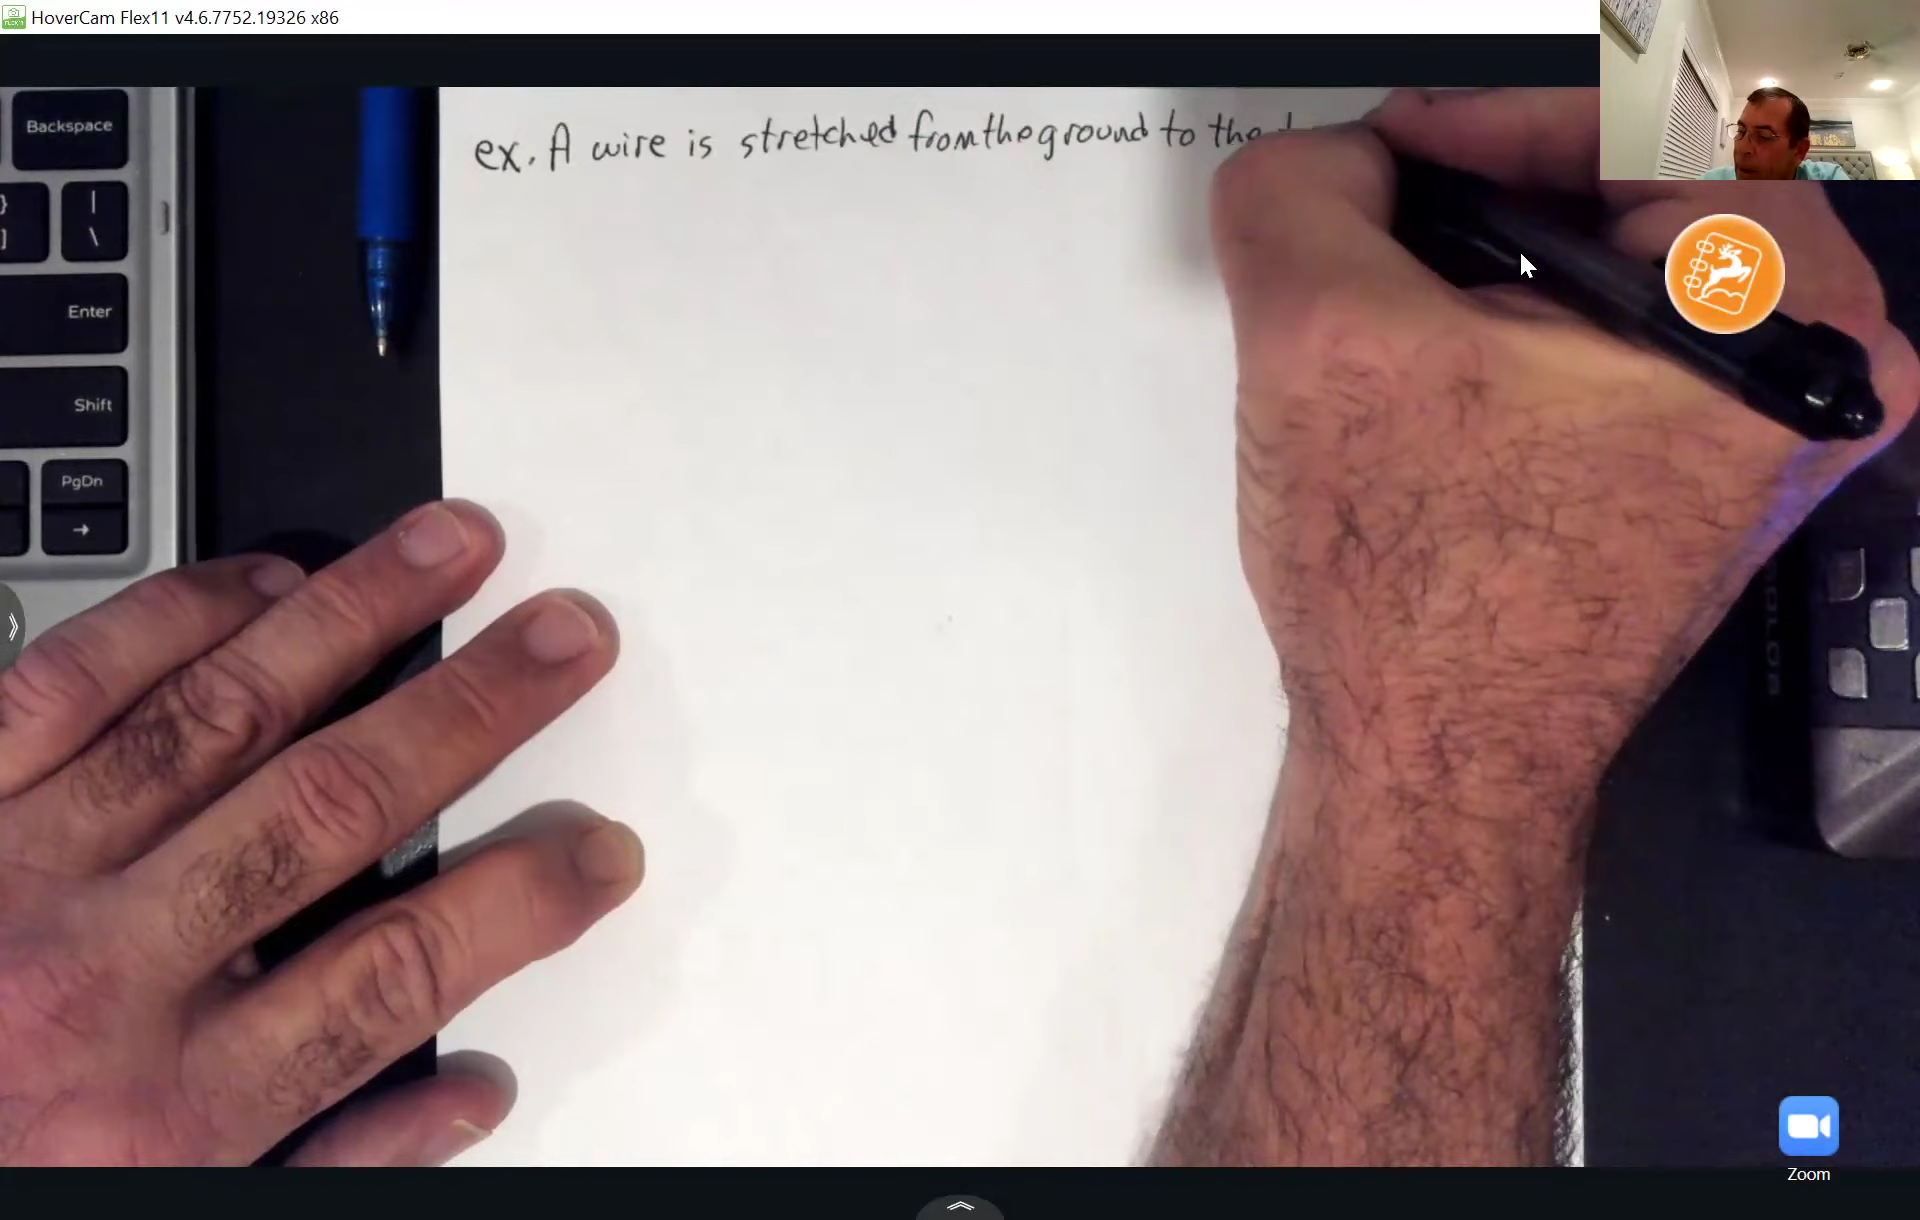 HoverCam Flex11 v4.6.7752.19326 x86
Backspace
ex. A wire is stretched from the ground to the
}
]
|
\
Enter
Shift
PgDn
→
Zoom